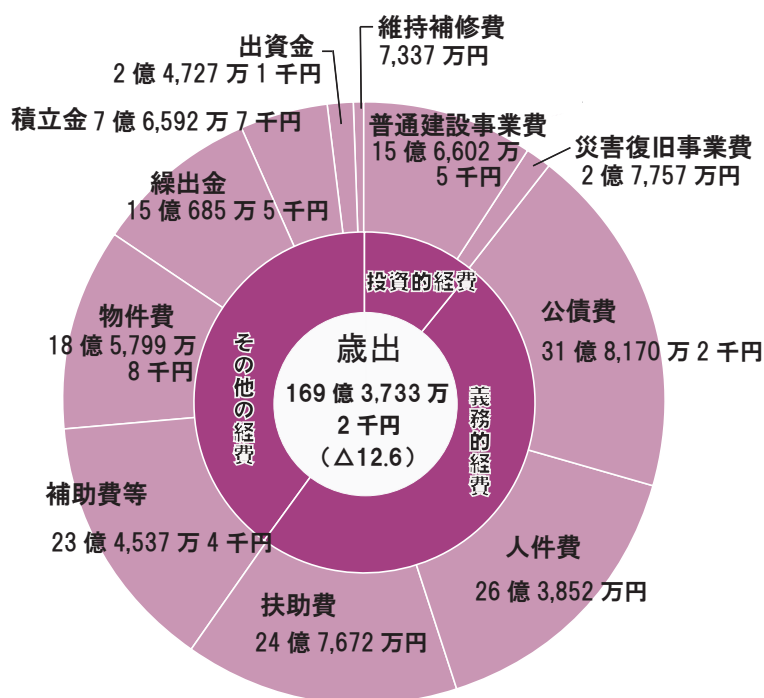 維持補修費
7,337 万円
出資金
2 億 4,727 万 1 千円
積立金 7 億 6,592 万 7 千円
普通建設事業費
15 億 6,602 万
5 千円
災害復旧事業費
2 億 7,757 万円
繰出金
15 億 685 万 5 千円
投資的経費
公債費
31 億 8,170 万 2 千円
物件費
18 億 5,799 万
8 千円
その他の経費
歳出
169 億 3,733 万
2 千円
（△12.6）
義務的経費
補助費等
23 億 4,537 万 4 千円
人件費
26 億 3,852 万円
扶助費
24 億 7,672 万円